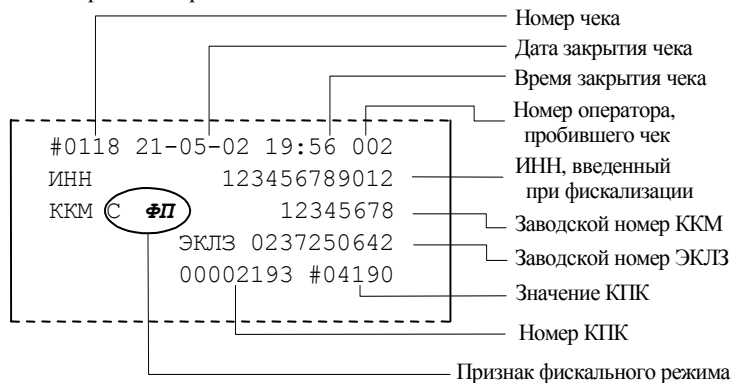 Номер чека
Дата закрытия чека
Время закрытия чека
Номер оператора,
пробившего чек
#0118 21-05-02 19:56 002
ИНН 123456789012
ИНН, введенный
при фискализации
ККМ С ФП 12345678
Заводской номер ККМ
ЭКЛЗ 0237250642
Заводской номер ЭКЛЗ
00002193 #04190
Значение КПК
Номер КПК
Признак фискального режима